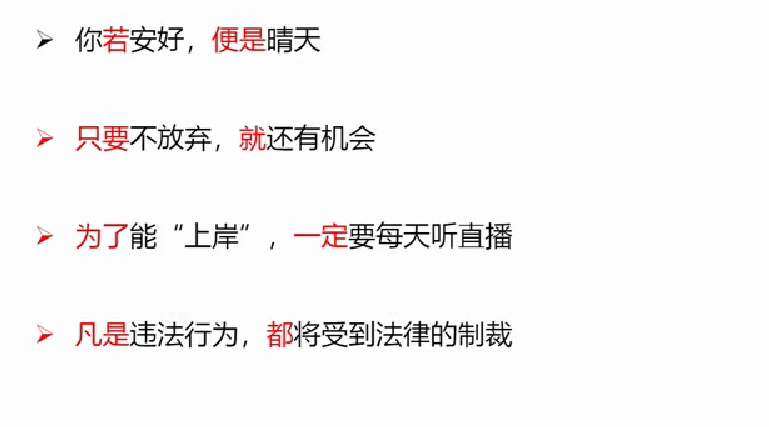 ➢ 你若安好，便是晴天
➢ 只要不放弃，就还有机会
➢ 为了能“上岸”，一定要每天听直播
➢ 凡是违法行为，都将受到法律的制裁